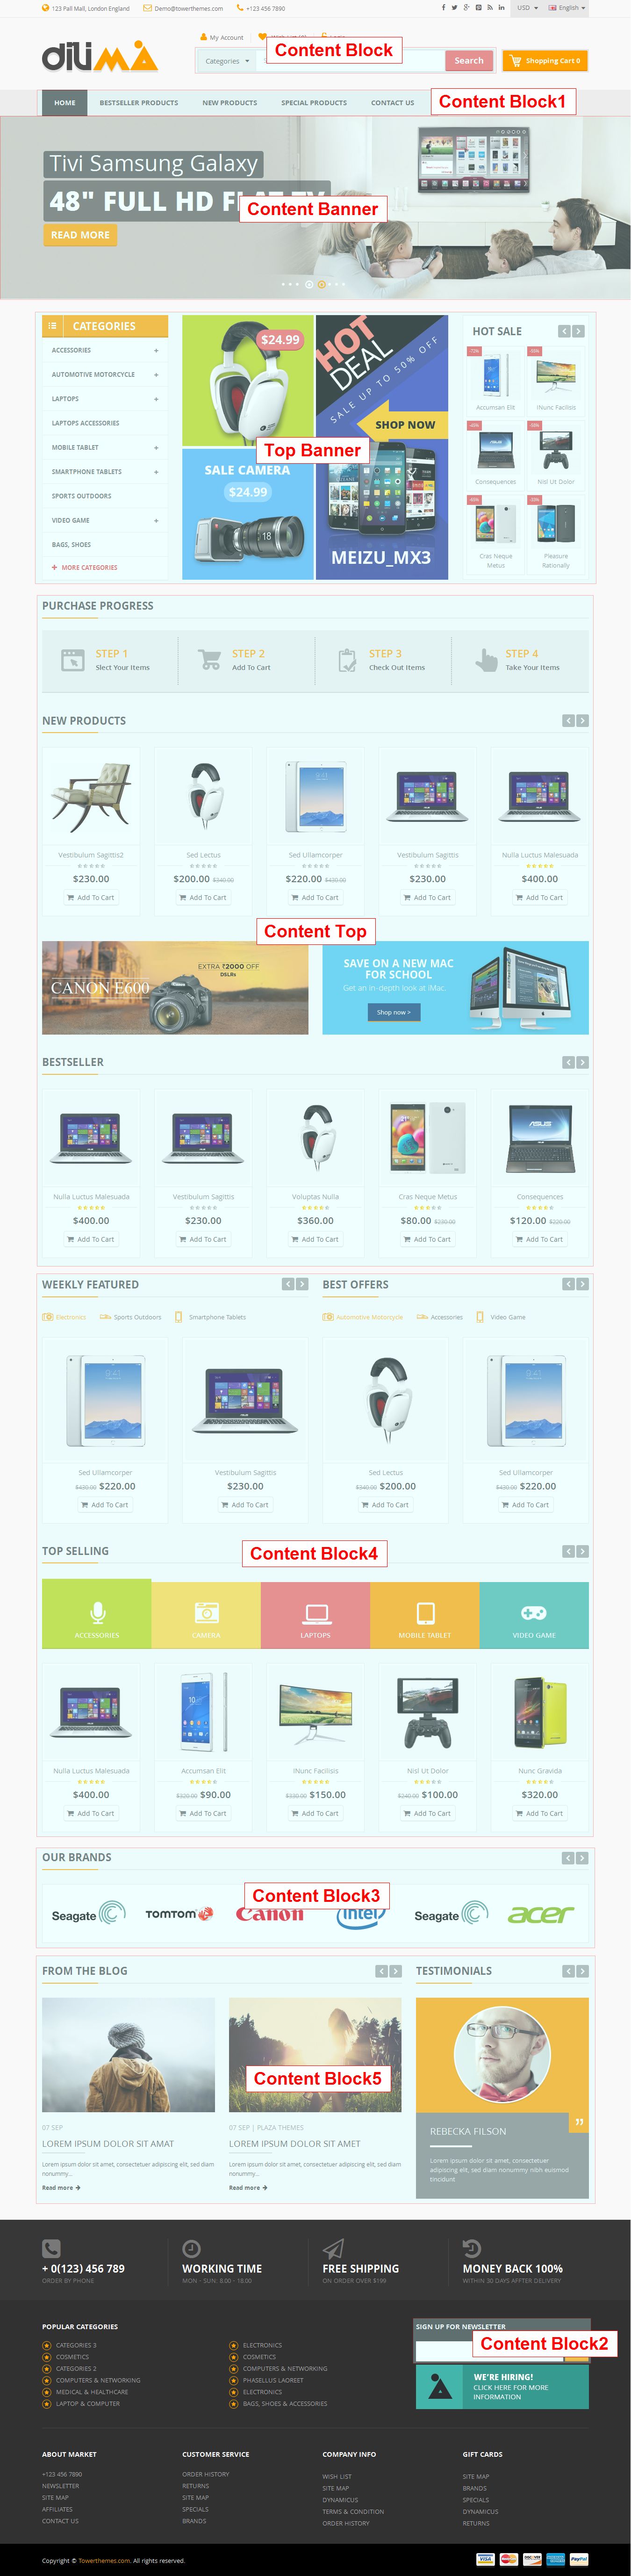 123 Pall Mall, London England Demo@towerthemes.com +123 456 7890 USD English
My Account
diUMA
Content Block
Categories Search Shopping Cart 0
HOME BESTSELLER PRODUCTS NEW PRODUCTS SPECIAL PRODUCTS CONTACT US Content Block1
Tivi Samsung Galaxy
48" FULL HD FLAT TV
Content Banner
READ MORE
CATEGORIES
ACCESSORIES
AUTOMOTIVE MOTORCYCLE
LAPTOPS
LAPTOPS ACCESSORIES
MOBILE TABLET
SMARTPHONE TABLETS
SPORTS OUTDOORS
VIDEO GAME
BAGS, SHOES
MORE CATEGORIES
$24.99
HOT
DEAL
SALE UP TO 50% OFF
SHOP NOW
Top Banner
SALE CAMERA
$24.99
MEIZU_MX3
HOT SALE
Accumsan Elit INunc Facilisis
Consequences Nisl Ut Dolor
Cras Neque Metus Pleasure Rationally
PURCHASE PROGRESS
STEP 1 STEP 2 STEP 3 STEP 4
Slect Your Items Add To Cart Check Out Items Take Your Items
NEW PRODUCTS
Vestibulum Sagittis2 Sed Lectus Sed Ullamcorper Vestibulum Sagittis Nulla Luctus Malesuada
$230.00 $200.00 $340.00 $220.00 $430.00 $230.00 $400.00
Add To Cart Add To Cart Add To Cart Add To Cart Add To Cart
Content Top
CANON E600
EXTRA ₹2000 OFF
DSLRs
SAVE ON A NEW MAC
FOR SCHOOL
Get an in-depth look at iMac.
Shop now >
BESTSELLER
ASUS
Nulla Luctus Malesuada Vestibulum Sagittis Voluptas Nulla Cras Neque Metus Consequences
$400.00 $230.00 $360.00 $80.00 $230.00 $120.00 $220.00
Add To Cart Add To Cart Add To Cart Add To Cart Add To Cart
WEEKLY FEATURED BEST OFFERS
Electronics Sports Outdoors Smartphone Tablets Automotive Motorcycle Accessories Video Game
Sed Ullamcorper Vestibulum Sagittis Sed Lectus Sed Ullamcorper
$430.00 $220.00 $230.00 $340.00 $200.00 $430.00 $220.00
Add To Cart Add To Cart Add To Cart Add To Cart
TOP SELLING
Content Block4
ACCESSORIES CAMERA LAPTOPS MOBILE TABLET VIDEO GAME
Nulla Luctus Malesuada Accumsan Elit INunc Facilisis Nisl Ut Dolor Nunc Gravida
$400.00 $320.00 $90.00 $330.00 $150.00 $240.00 $100.00 $320.00
Add To Cart Add To Cart Add To Cart Add To Cart Add To Cart
OUR BRANDS
Content Block3
Seagate TOMTOM Canon intel Seagate acer
FROM THE BLOG TESTIMONIALS
Content Block5
07 SEP
LOREM IPSUM DOLOR SIT AMAT
Lorem ipsum dolor sit amet, consectetuer adipiscing elit, sed diam
nonummy...
Read more
07 SEP | PLAZA THEMES
LOREM IPSUM DOLOR SIT AMET
Lorem ipsum dolor sit amet, consectetuer adipiscing elit, sed diam
nonummy...
Read more
REBECKA FILSON
Lorem ipsum dolor sit amet, consectetuer
adipiscing elit, sed diam nonummy nibh euismod
tincidunt
+ 0(123) 456 789 WORKING TIME FREE SHIPPING MONEY BACK 100%
ORDER BY PHONE MON - SUN: 8.00 - 18.00 ON ORDER OVER $199 WITHIN 30 DAYS AFFTER DELIVERY
POPULAR CATEGORIES
CATEGORIES 3
COSMETICS
CATEGORIES 2
COMPUTERS & NETWORKING
MEDICAL & HEALTHCARE
LAPTOP & COMPUTER
ELECTRONICS
COSMETICS
COMPUTERS & NETWORKING
PHASELLUS LAOREET
ELECTRONICS
BAGS, SHOES & ACCESSORIES
SIGN UP FOR NEWSLETTER
Content Block2
WE'RE HIRING!
CLICK HERE FOR MORE
INFORMATION
ABOUT MARKET
+123 456 7890
NEWSLETTER
SITE MAP
AFFILIATES
CONTACT US
CUSTOMER SERVICE
ORDER HISTORY
RETURNS
SITE MAP
SPECIALS
BRANDS
COMPANY INFO
WISH LIST
SITE MAP
DYNAMICUS
TERMS & CONDITION
ORDER HISTORY
GIFT CARDS
SITE MAP
BRANDS
SPECIALS
DYNAMICUS
RETURNS
Copyright © Towerthemes.com. All rights reserved.
VISA MasterCard DISCOVER PayPal